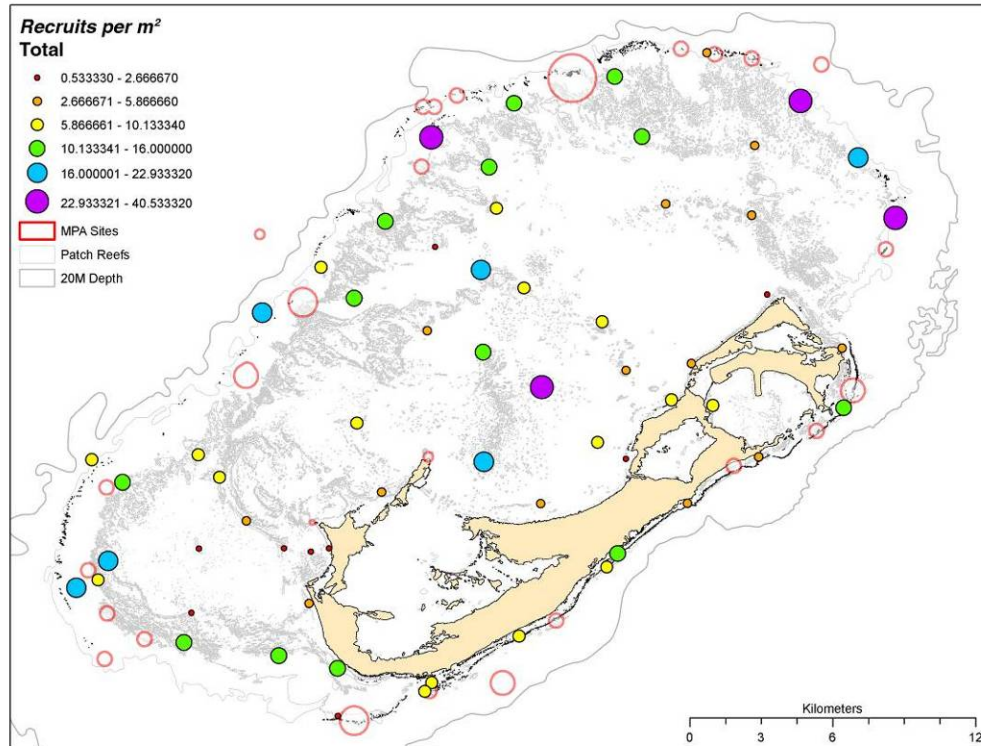 Recruits per m²
Total
0.533330 - 2.666670
2.666671 - 5.866660
5.866661 - 10.133340
10.133341 - 16.000000
16.000001 - 22.933320
22.933321 - 40.533320
MPA Sites
Patch Reefs
20M Depth
Kilometers
0 3 6 12